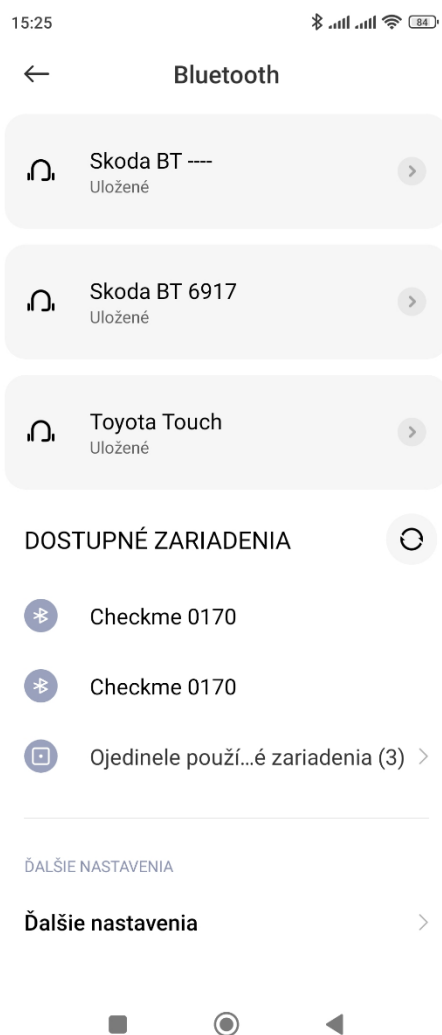 15:25
84
Bluetooth
Skoda BT ----
Uložené
Skoda BT 6917
Uložené
Toyota Touch
Uložené
DOSTUPNÉ ZARIADENIA
Checkme 0170
Checkme 0170
Ojedinele použí...é zariadenia (3)
ĎALŠIE NASTAVENIA
Ďalšie nastavenia